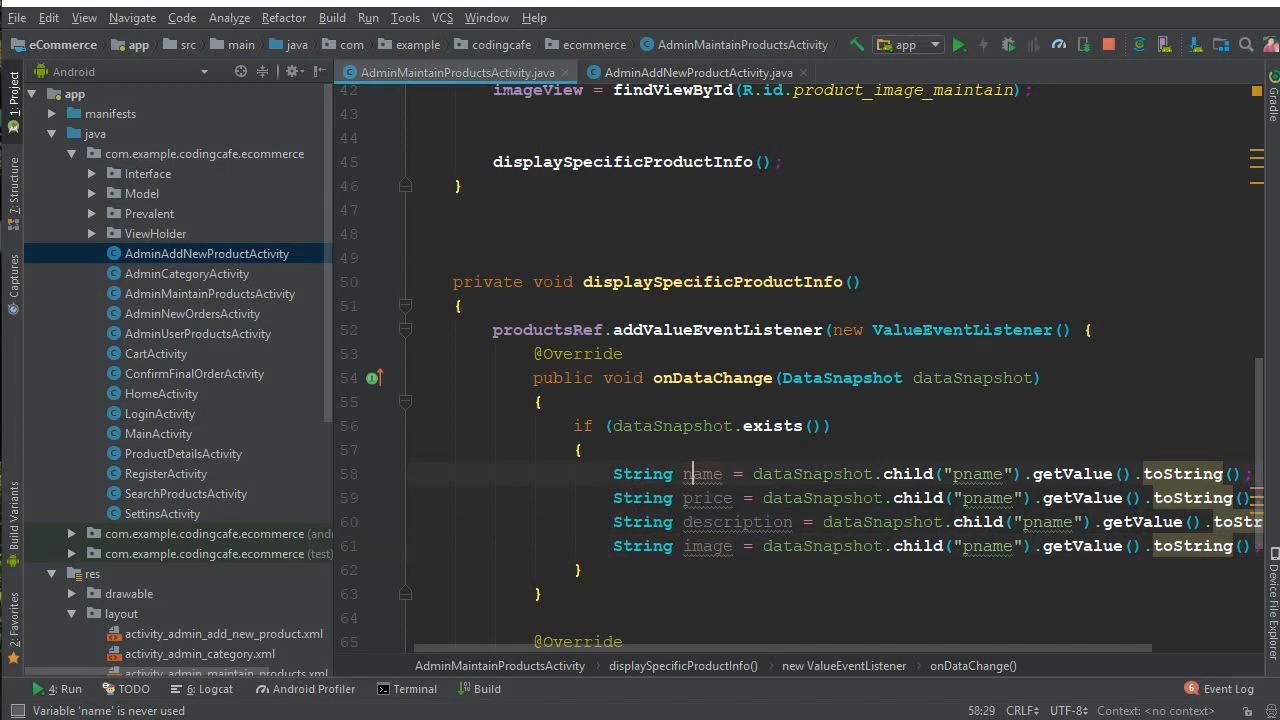 File Edit View Navigate Code Analyze Refactor Build Run Tools VCS Window Help
eCommerce app src main java com example codingcafe ecommerce AdminMaintainProductsActivity app
1: Project
7: Structure
Captures
Build Variants
2: Favorites
Android
app
manifests
java
com.example.codingcafe.ecommerce
Interface
Model
Prevalent
ViewHolder
AdminAddNewProductActivity
AdminCategoryActivity
AdminMaintainProductsActivity
AdminNewOrdersActivity
AdminUserProductsActivity
CartActivity
ConfirmFinalOrderActivity
HomeActivity
LoginActivity
MainActivity
ProductDetailsActivity
RegisterActivity
SearchProductsActivity
SettinsActivity
com.example.codingcafe.ecommerce (and
com.example.codingcafe.ecommerce (test)
res
drawable
layout
activity_admin_add_new_product.xml
activity_admin_category.xml
activity_admin_maintain_products.xml
AdminMaintainProductsActivity.java AdminAddNewProductActivity.java
42 imageView = findViewById(R.id.product_image_maintain);
43
44
45 displaySpecificProductInfo();
46 }
47
48
49
50 private void displaySpecificProductInfo()
51 {
52 productsRef.addValueEventListener(new ValueEventListener() {
53 @Override
54 public void onDataChange(DataSnapshot dataSnapshot)
55 {
56 if (dataSnapshot.exists())
57 {
58 String name = dataSnapshot.child("pname").getValue().toString();
59 String price = dataSnapshot.child("pname").getValue().toString()
60 String description = dataSnapshot.child("pname").getValue().toStr
61 String image = dataSnapshot.child("pname").getValue().toString();
62 }
63 }
64
65 @Override
AdminMaintainProductsActivity displaySpecificProductInfo() new ValueEventListener onDataChange()
Gradle
Device File Explorer
4: Run TODO 6: Logcat Android Profiler Terminal Build 6 Event Log
Variable 'name' is never used 58:29 CRLF UTF-8 Context: <no context>